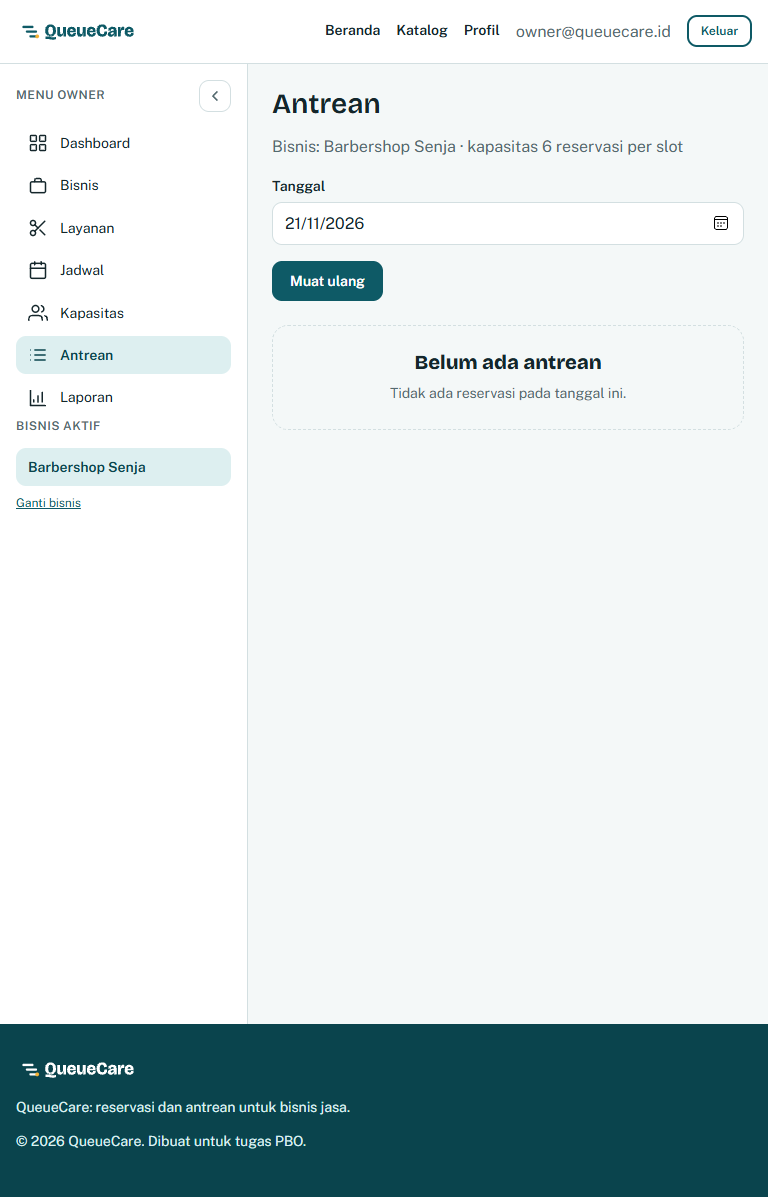 QueueCare
Beranda Katalog Profil owner@queuecare.id Keluar
MENU OWNER
Dashboard
Bisnis
Layanan
Jadwal
Kapasitas
Antrean
Laporan
BISNIS AKTIF
Barbershop Senja
Ganti bisnis
Antrean
Bisnis: Barbershop Senja · kapasitas 6 reservasi per slot
Tanggal
21/11/2026
Muat ulang
Belum ada antrean
Tidak ada reservasi pada tanggal ini.
QueueCare
QueueCare: reservasi dan antrean untuk bisnis jasa.
© 2026 QueueCare. Dibuat untuk tugas PBO.